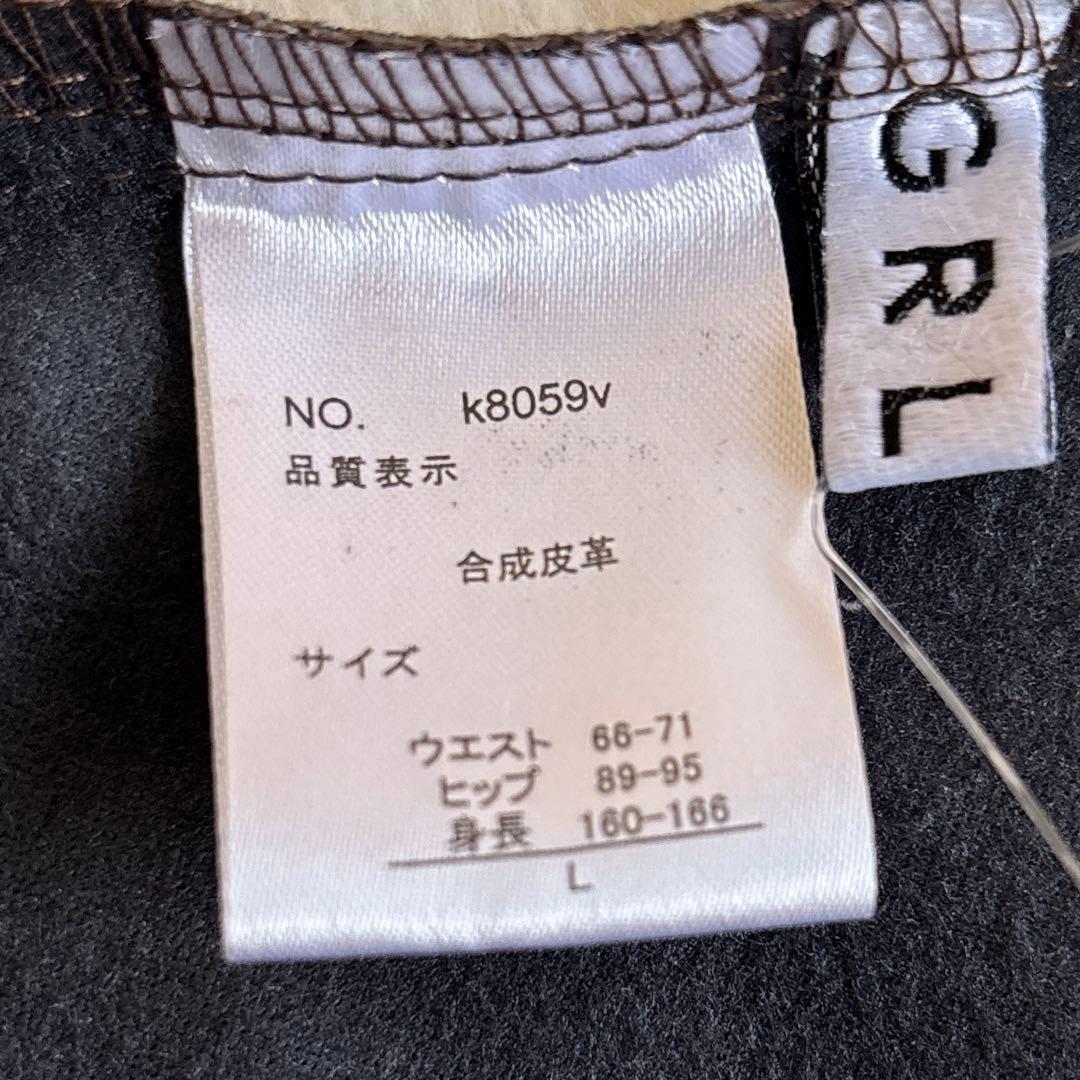 NO. k8059v
品質表示
合成皮革
サイズ
ウエスト 66-71
ヒップ 89-95
身長 160-166
L
GRL